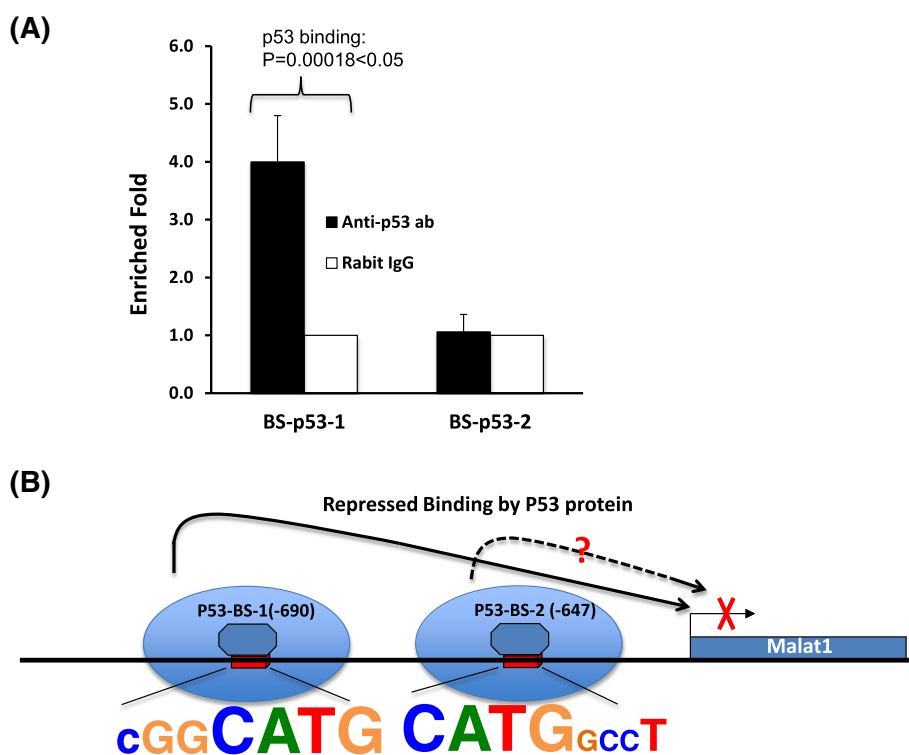 (A)
p53 binding:
P=0.00018<0.05
6.0
5.0
4.0
3.0
2.0
1.0
0.0
Enriched Fold
Anti-p53 ab
Rabit IgG
BS-p53-1
BS-p53-2
(B)
Repressed Binding by P53 protein
?
P53-BS-1(-690)
P53-BS-2 (-647)
X
Malat1
cGGCATG
CATGGCCT